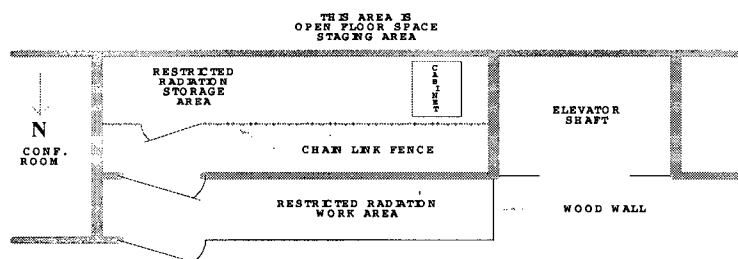 THIS AREA IS
OPEN FLOOR SPACE
STAGING AREA
RESTRICTED
RADIATION
STORAGE
AREA
CABINET
ELEVATOR
SHAFT
N
CONF.
ROOM
CHAIN LINK FENCE
RESTRICTED RADIATION
WORK AREA
WOOD WALL